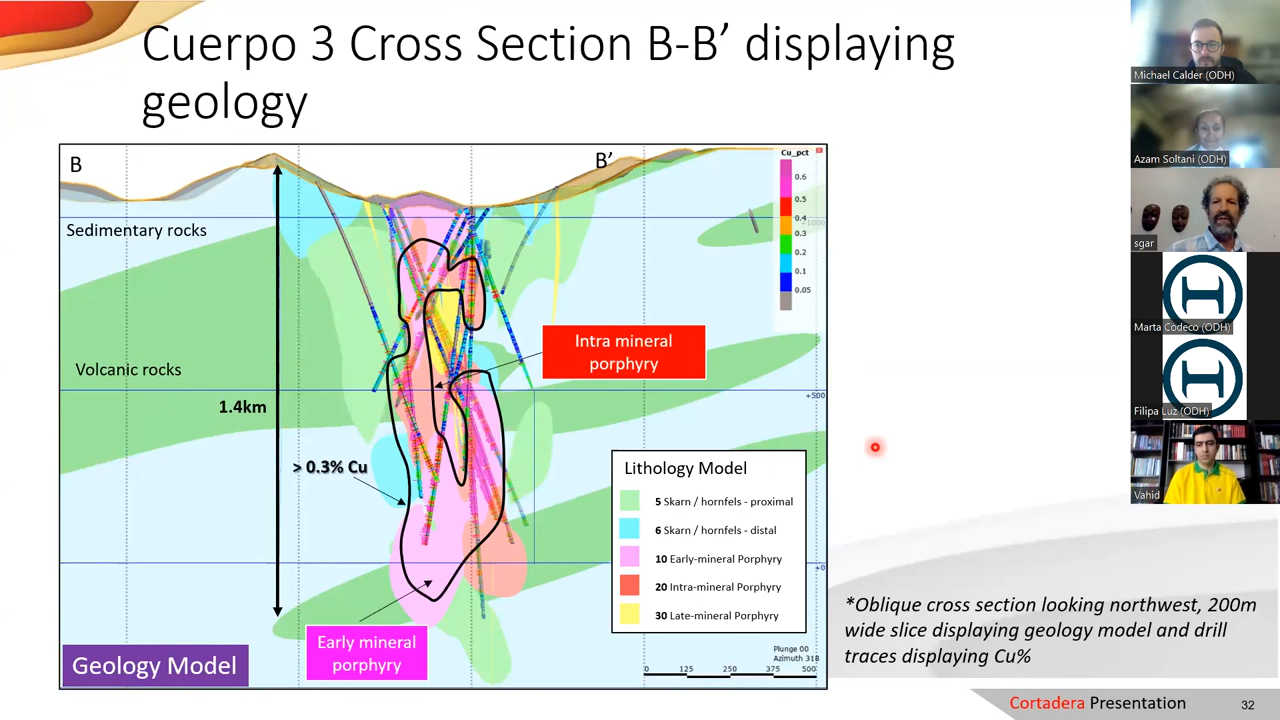 Cuerpo 3 Cross Section B-B’ displaying
geology
B
B’
Cu_pct
0.6
0.5
0.4
0.3
0.2
0.1
0.05
+1000
Sedimentary rocks
Volcanic rocks
1.4km
> 0.3% Cu
Intra mineral
porphyry
+500
Lithology Model
5 Skarn / hornfels - proximal
6 Skarn / hornfels - distal
10 Early-mineral Porphyry
20 Intra-mineral Porphyry
30 Late-mineral Porphyry
+0
Early mineral
porphyry
Geology Model
Plunge 00
Azimuth 318
0 125 250 375 500
*Oblique cross section looking northwest, 200m
wide slice displaying geology model and drill
traces displaying Cu%
Cortadera Presentation
32
Michael Calder (ODH)
Azam Soltani (ODH)
sgar
Marta Codeco (ODH)
Filipa Luz (ODH)
Vahid